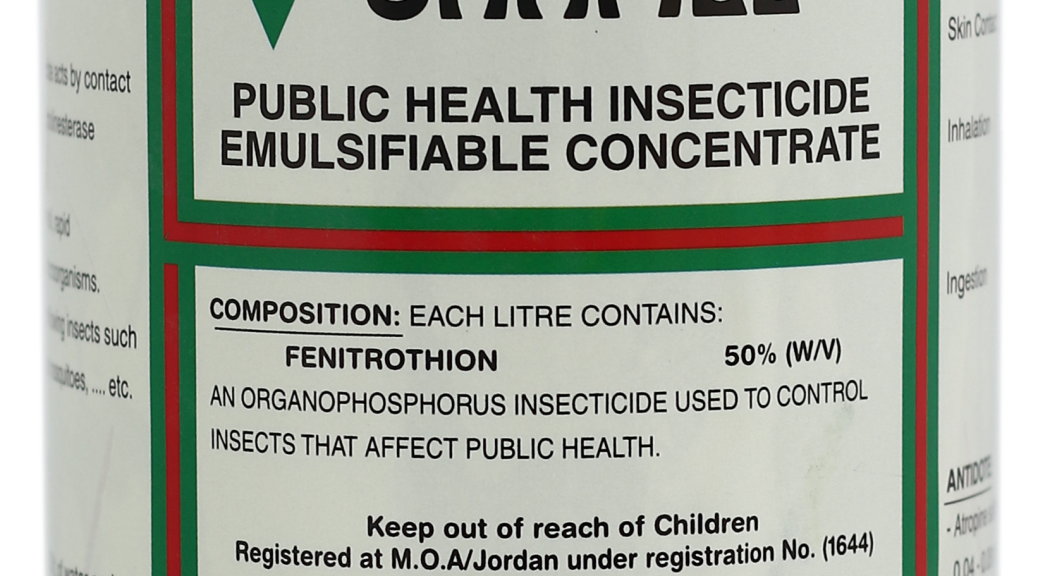 acts by contact
rapid
insects such
.... etc.
PUBLIC HEALTH INSECTICIDE
EMULSIFIABLE CONCENTRATE
COMPOSITION: EACH LITRE CONTAINS:
FENITROTHION 50% (W/V)
AN ORGANOPHOSPHORUS INSECTICIDE USED TO CONTROL
INSECTS THAT AFFECT PUBLIC HEALTH.
Keep out of reach of Children
Registered at M.O.A/Jordan under registration No. (1644)
Skin
Inhalation
Ingestion
- Atropine